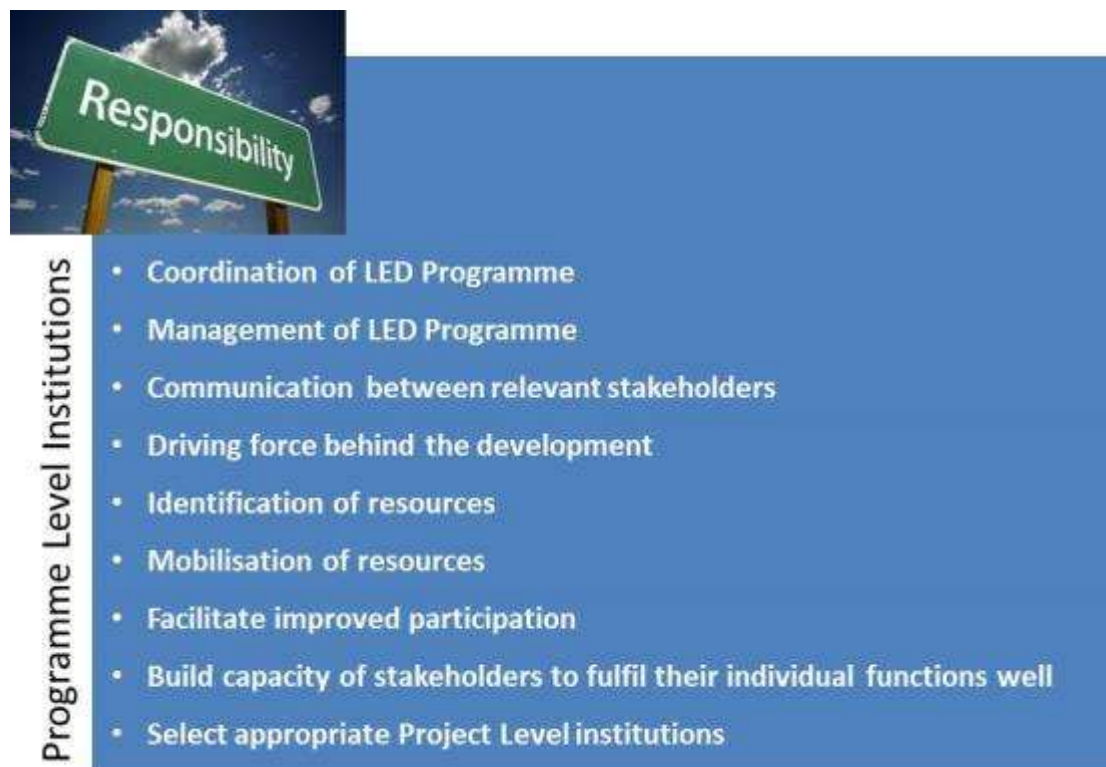 Responsibility
Programme Level Institutions
• Coordination of LED Programme
• Management of LED Programme
• Communication between relevant stakeholders
• Driving force behind the development
• Identification of resources
• Mobilisation of resources
• Facilitate improved participation
• Build capacity of stakeholders to fulfil their individual functions well
• Select appropriate Project Level institutions